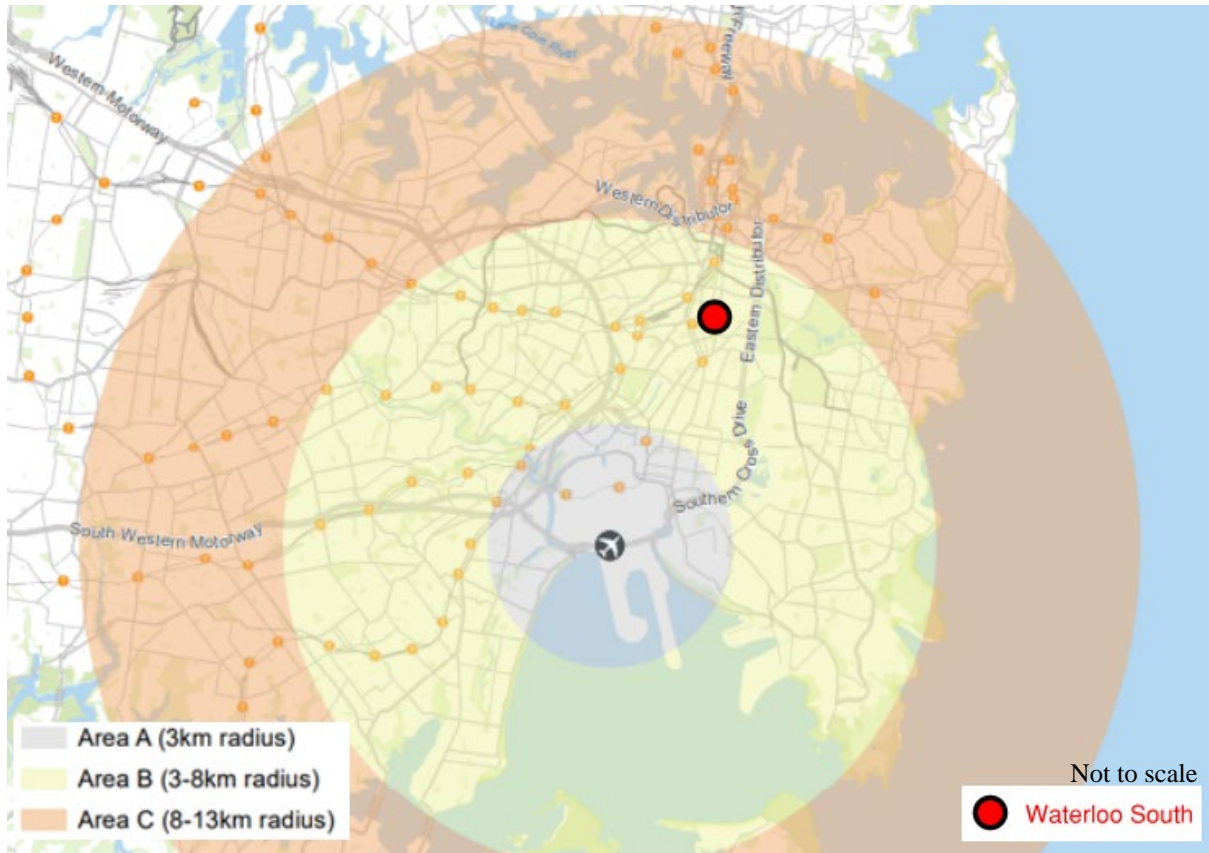 Lane Cove River
Freeway
Western Motorway
Western Distributor
Eastern Distributor
Southern Cross Drive
South Western Motorway
Area A (3km radius)
Area B (3-8km radius)
Area C (8-13km radius)
Not to scale
Waterloo South